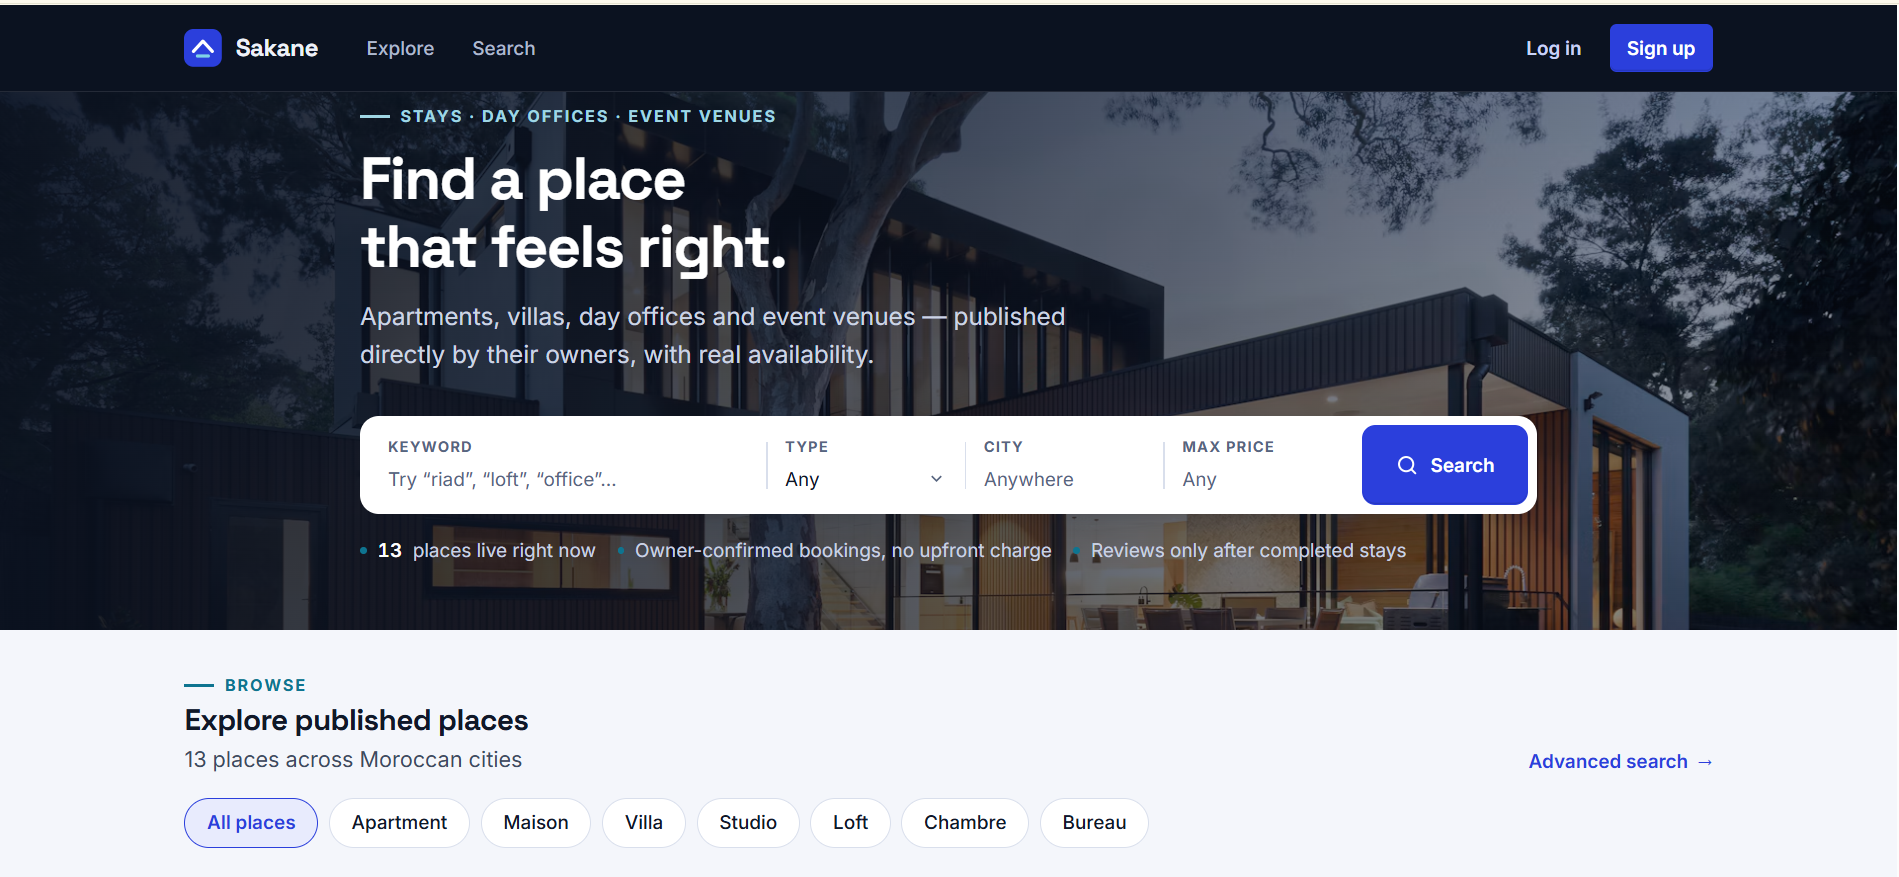 Sakane
Explore
Search
Log in
Sign up
STAYS · DAY OFFICES · EVENT VENUES
Find a place
that feels right.
Apartments, villas, day offices and event venues — published
directly by their owners, with real availability.
KEYWORD
Try “riad”, “loft”, “office”...
TYPE
Any
CITY
Anywhere
MAX PRICE
Any
Search
13 places live right now
Owner-confirmed bookings, no upfront charge
Reviews only after completed stays
BROWSE
Explore published places
13 places across Moroccan cities
Advanced search →
All places
Apartment
Maison
Villa
Studio
Loft
Chambre
Bureau